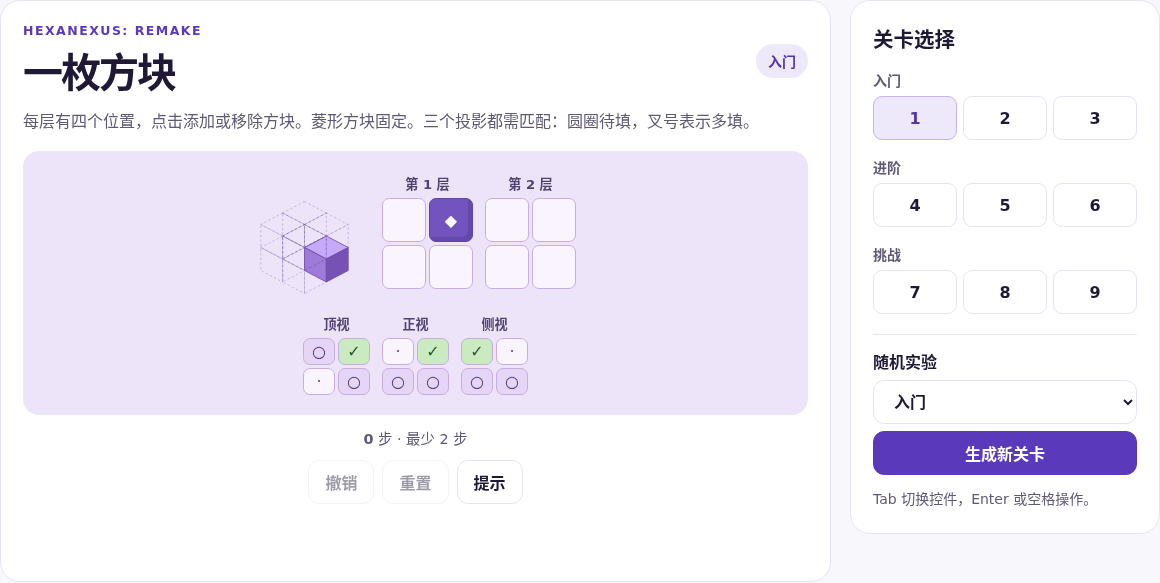 HEXANEXUS: REMAKE
一枚方块
入门
每层有四个位置，点击添加或移除方块。菱形方块固定。三个投影都需匹配：圆圈待填，叉号表示多填。
第 1 层
第 2 层
◆
顶视
正视
侧视
○ ✓ · ✓ ✓ ·
· ○ ○ ○ ○ ○
0 步 · 最少 2 步
撤销
重置
提示
关卡选择
入门
1
2
3
进阶
4
5
6
挑战
7
8
9
随机实验
入门
生成新关卡
Tab 切换控件，Enter 或空格操作。